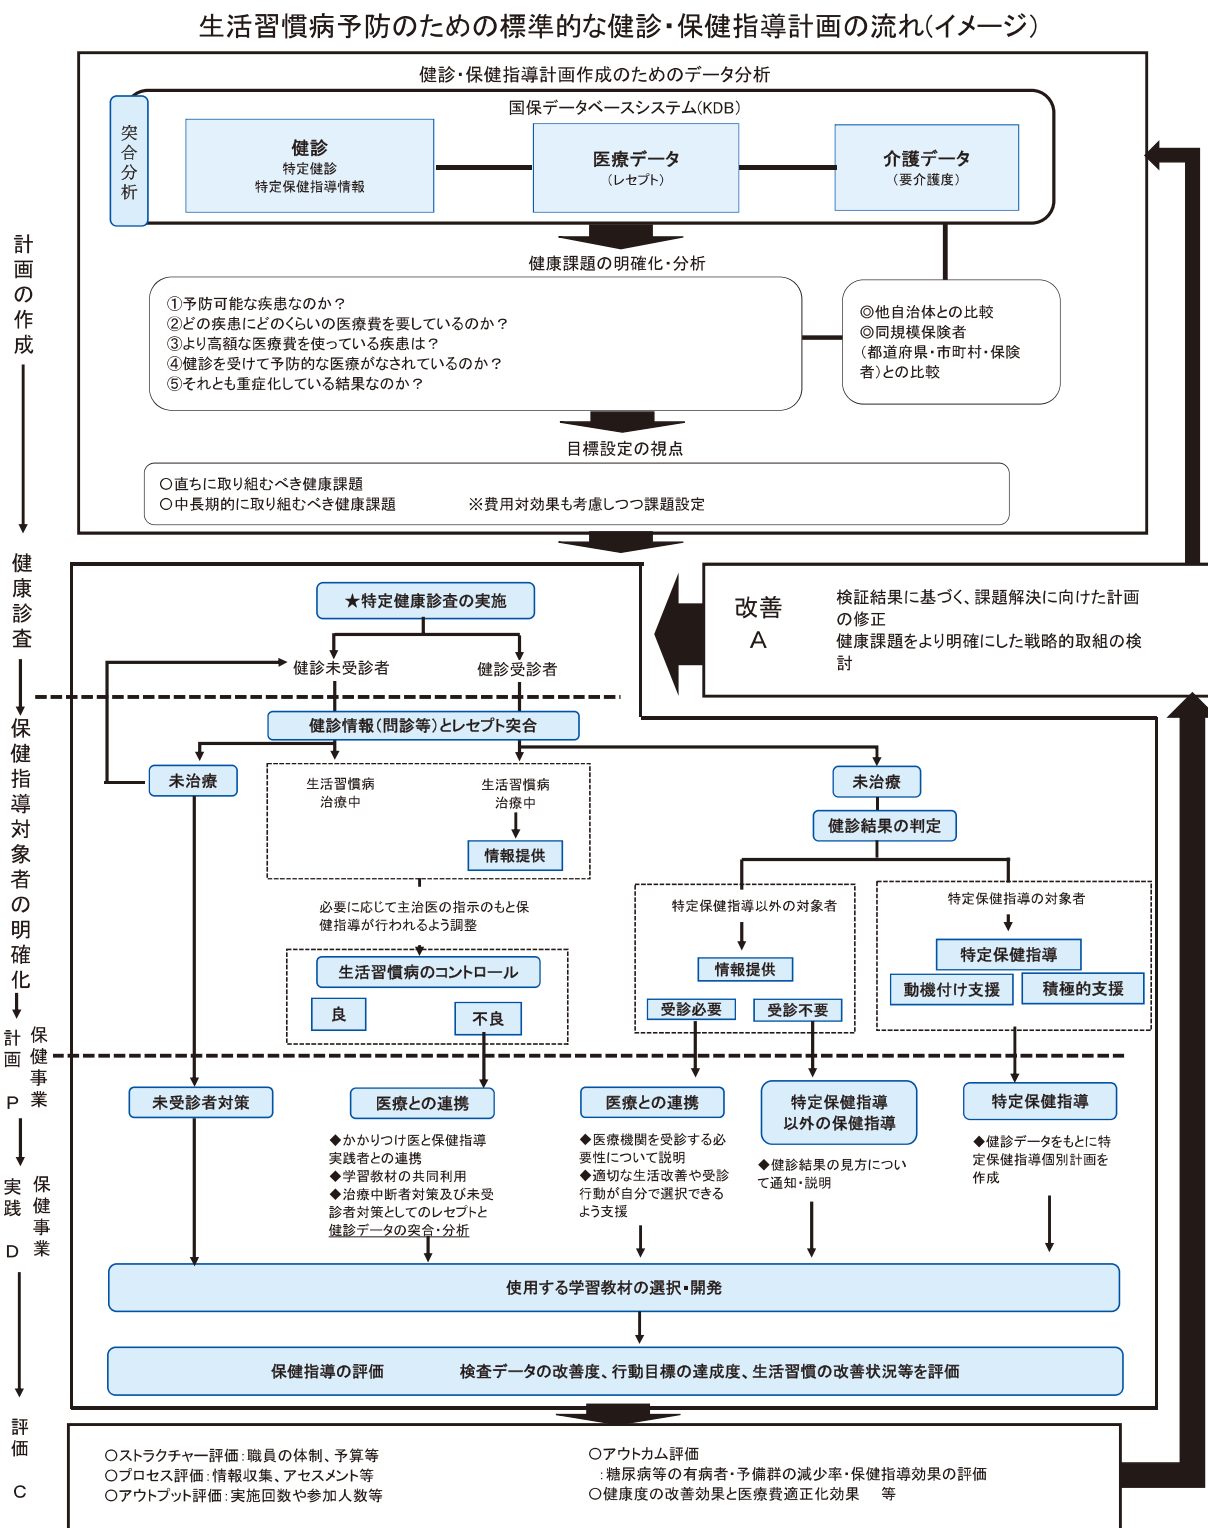 生活習慣病予防のための標準的な健診・保健指導計画の流れ(イメージ)
健診・保健指導計画作成のためのデータ分析
国保データベースシステム(KDB)
突合分析
健診
特定健診
特定保健指導情報
医療データ
(レセプト)
介護データ
(要介護度)
計画の作成
健康課題の明確化・分析
①予防可能な疾患なのか?
②どの疾患にどのくらいの医療費を要しているのか?
③より高額な医療費を使っている疾患は?
④健診を受けて予防的な医療がなされているのか?
⑤それとも重症化している結果なのか?
◎他自治体との比較
◎同規模保険者
(都道府県・市町村・保険
者)との比較
目標設定の視点
○直ちに取り組むべき健康課題
○中長期的に取り組むべき健康課題 ※費用対効果も考慮しつつ課題設定
健康診査
★特定健康診査の実施
健診未受診者
健診受診者
改善
A
検証結果に基づく、課題解決に向けた計画
の修正
健康課題をより明確にした戦略的取組の検
討
保健指導対象者の明確化
健診情報(問診等)とレセプト突合
未治療
生活習慣病
治療中
生活習慣病
治療中
情報提供
未治療
健診結果の判定
必要に応じて主治医の指示のもと保
健指導が行われるよう調整
生活習慣病のコントロール
良
不良
特定保健指導以外の対象者
情報提供
受診必要
受診不要
特定保健指導の対象者
特定保健指導
動機付け支援
積極的支援
保健事業
計画 P
未受診者対策
医療との連携
◆かかりつけ医と保健指導
実践者との連携
◆学習教材の共同利用
◆治療中断者対策及び未受
診者対策としてのレセプトと
健診データの突合・分析
医療との連携
◆医療機関を受診する必
要性について説明
◆適切な生活改善や受診
行動が自分で選択できる
よう支援
特定保健指導
以外の保健指導
◆健診結果の見方につい
て通知・説明
特定保健指導
◆健診データをもとに特
定保健指導個別計画を
作成
保健事業
実践 D
使用する学習教材の選択・開発
保健指導の評価 検査データの改善度、行動目標の達成度、生活習慣の改善状況等を評価
評価 C
○ストラクチャー評価:職員の体制、予算等
○プロセス評価:情報収集、アセスメント等
○アウトプット評価:実施回数や参加人数等
○アウトカム評価
:糖尿病等の有病者・予備群の減少率・保健指導効果の評価
○健康度の改善効果と医療費適正化効果 等